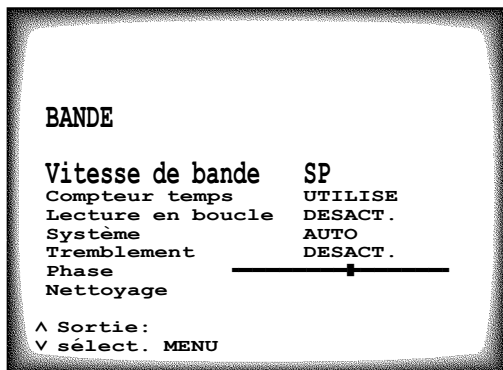 BANDE
Vitesse de bande SP
Compteur temps UTILISE
Lecture en boucle DESACT.
Système AUTO
Tremblement DESACT.
Phase
Nettoyage
∧ Sortie:
∨ sélect. MENU